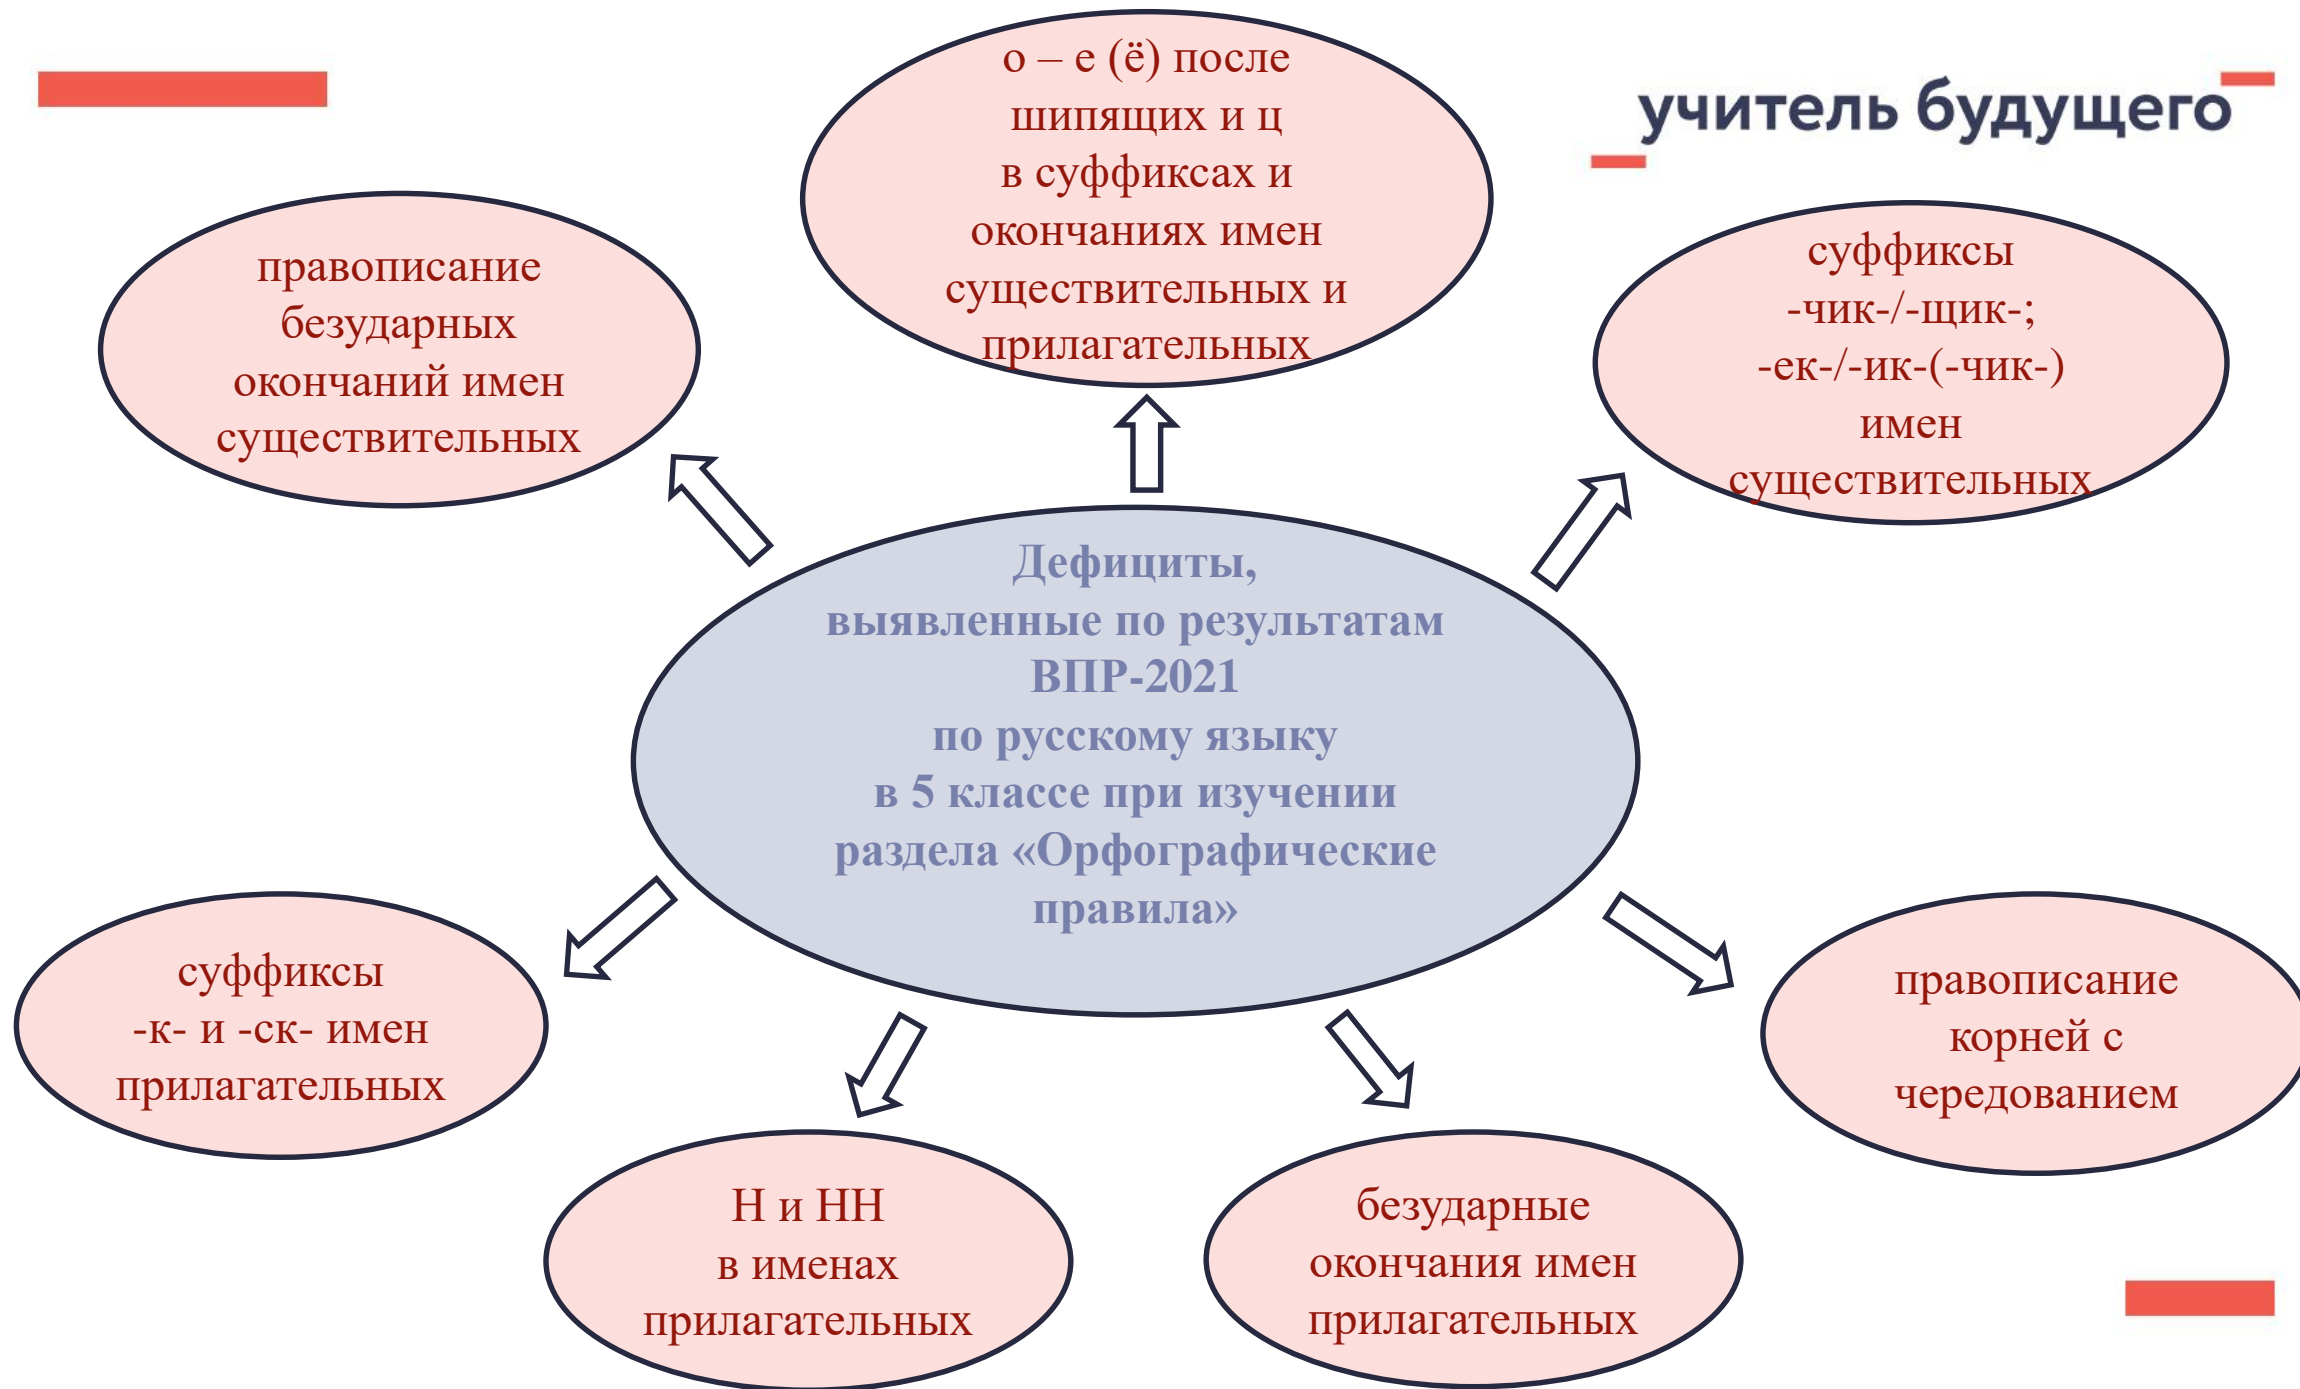 о – е (ё) после
шипящих и ц
в суффиксах и
окончаниях имен
существительных и
прилагательных
учитель будущего
правописание
безударных
окончаний имен
существительных
суффиксы
-чик-/-щик-;
-ек-/-ик-(-чик-)
имен
существительных
Дефициты,
выявленные по результатам
ВПР-2021
по русскому языку
в 5 классе при изучении
раздела «Орфографические
правила»
суффиксы
-к- и -ск- имен
прилагательных
правописание
корней с
чередованием
Н и НН
в именах
прилагательных
безударные
окончания имен
прилагательных